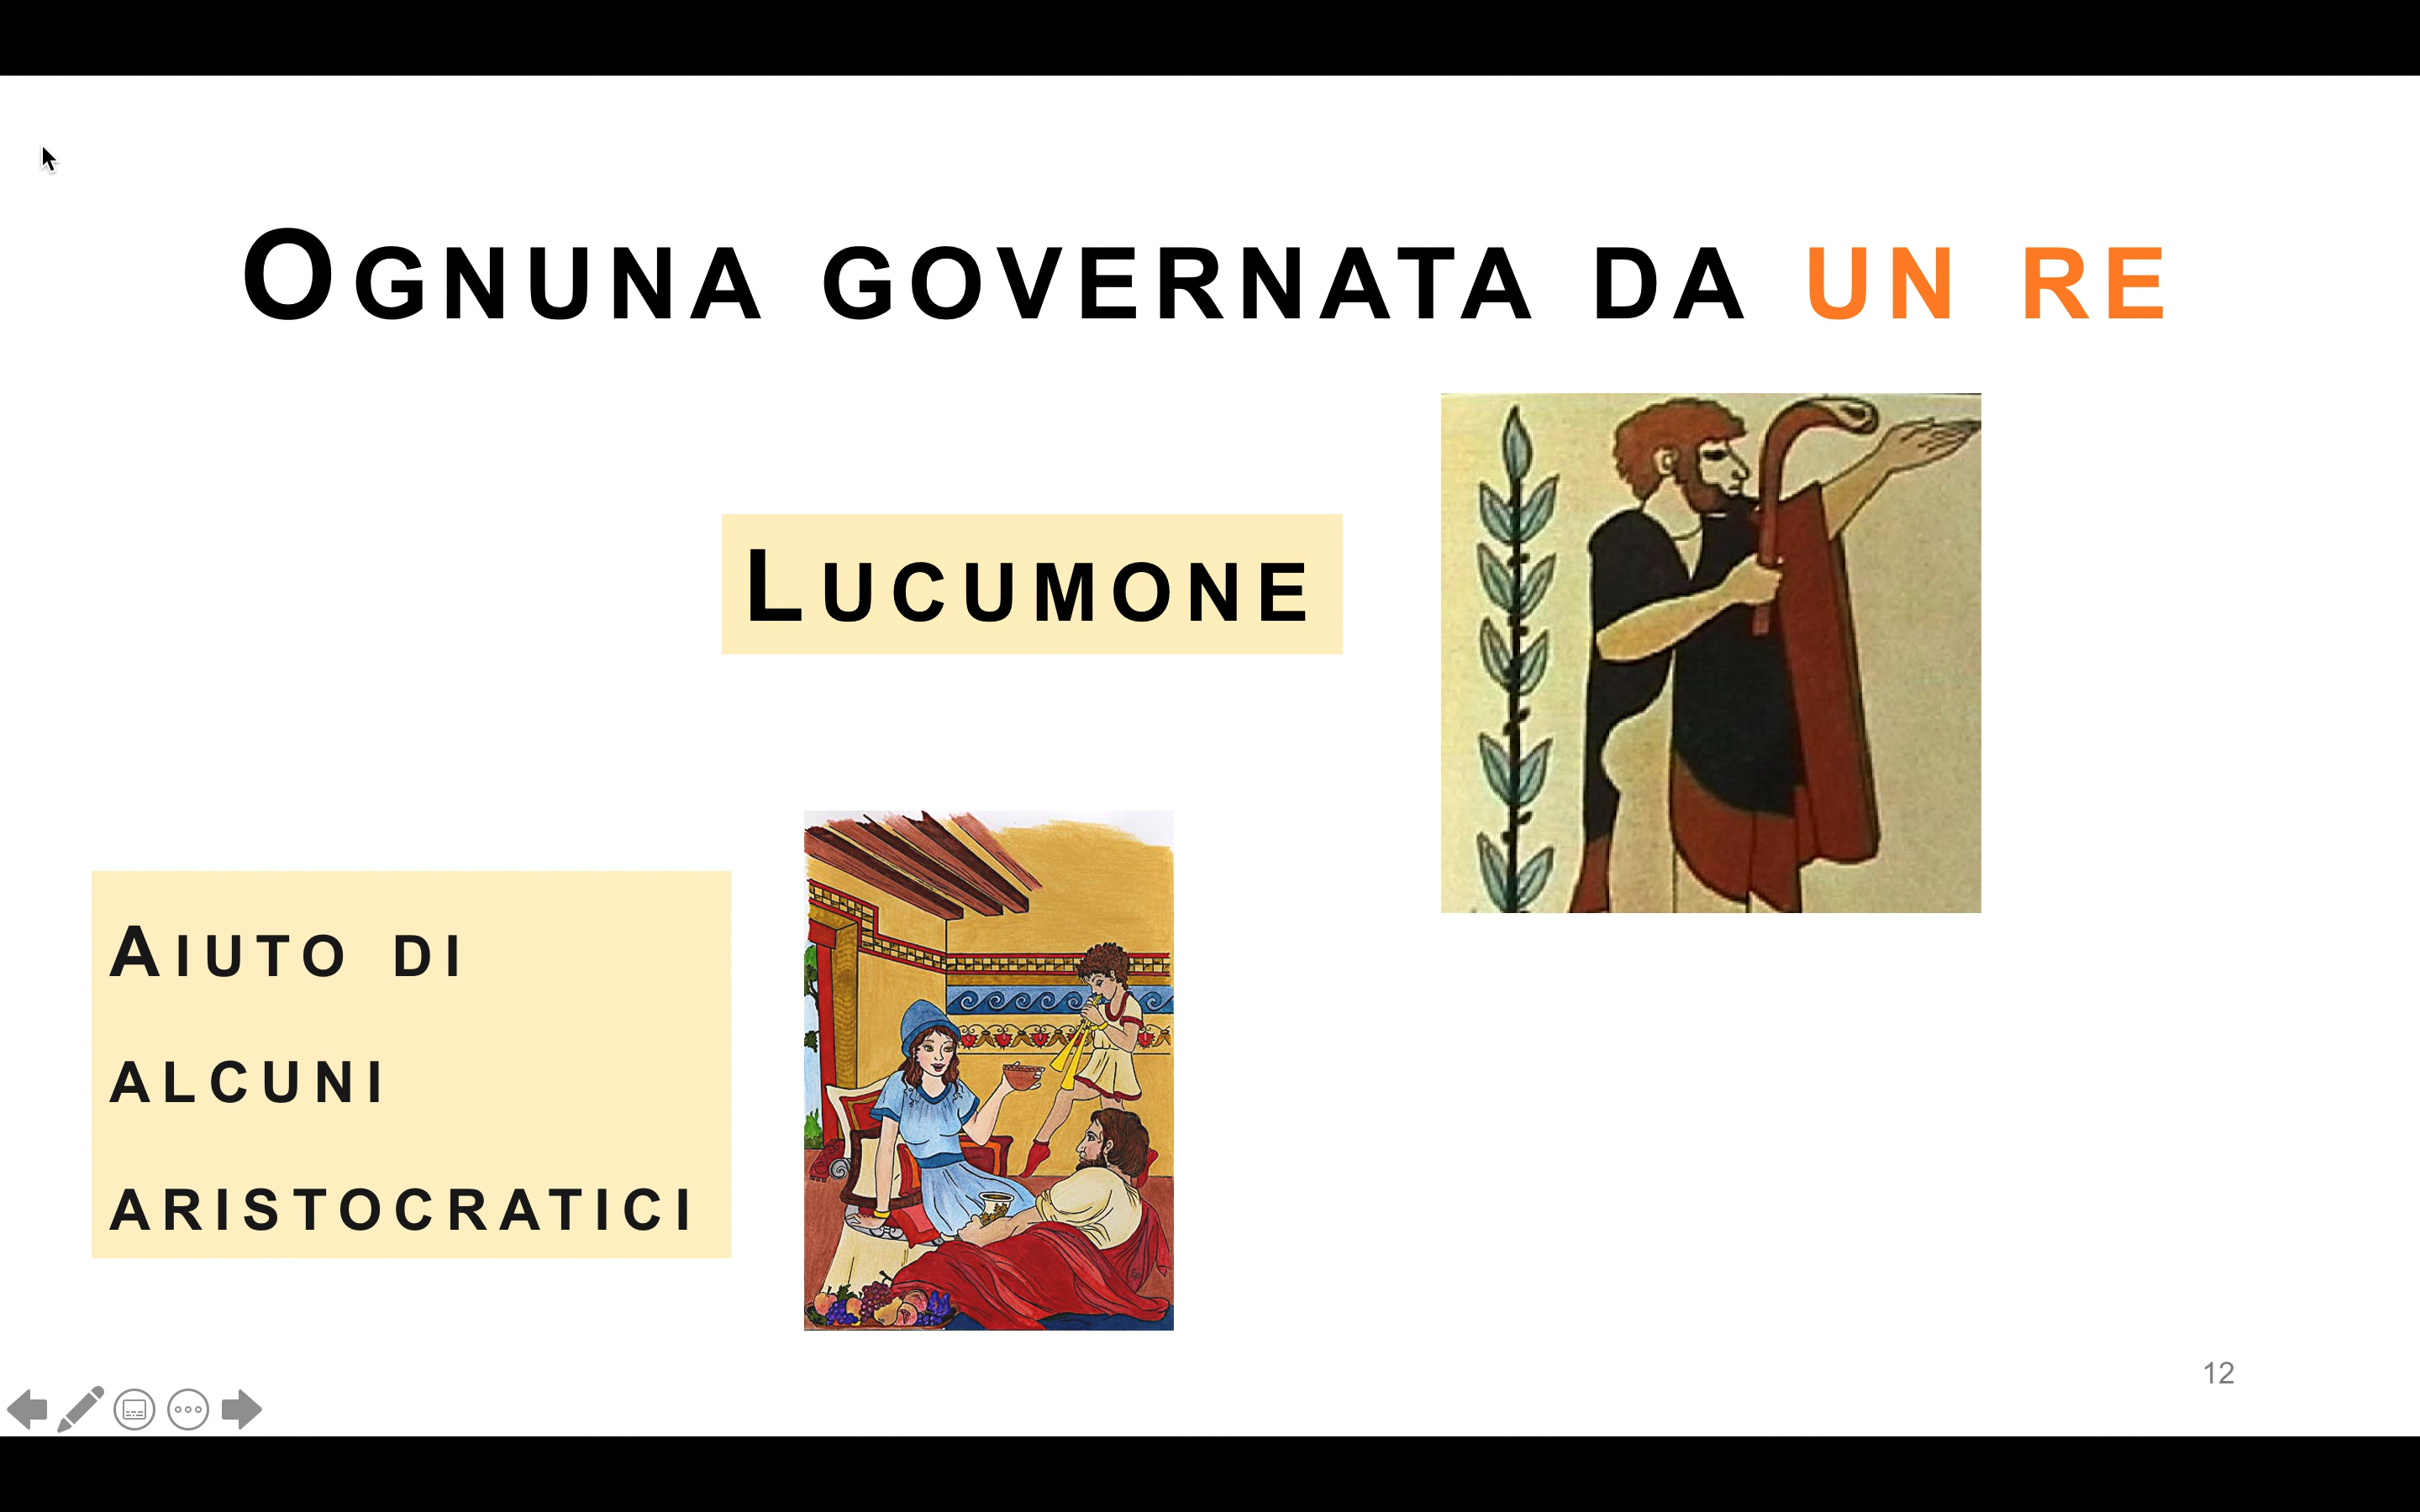 Ognuna governata da un re
Lucumone
Aiuto di
alcuni
aristocratici
12